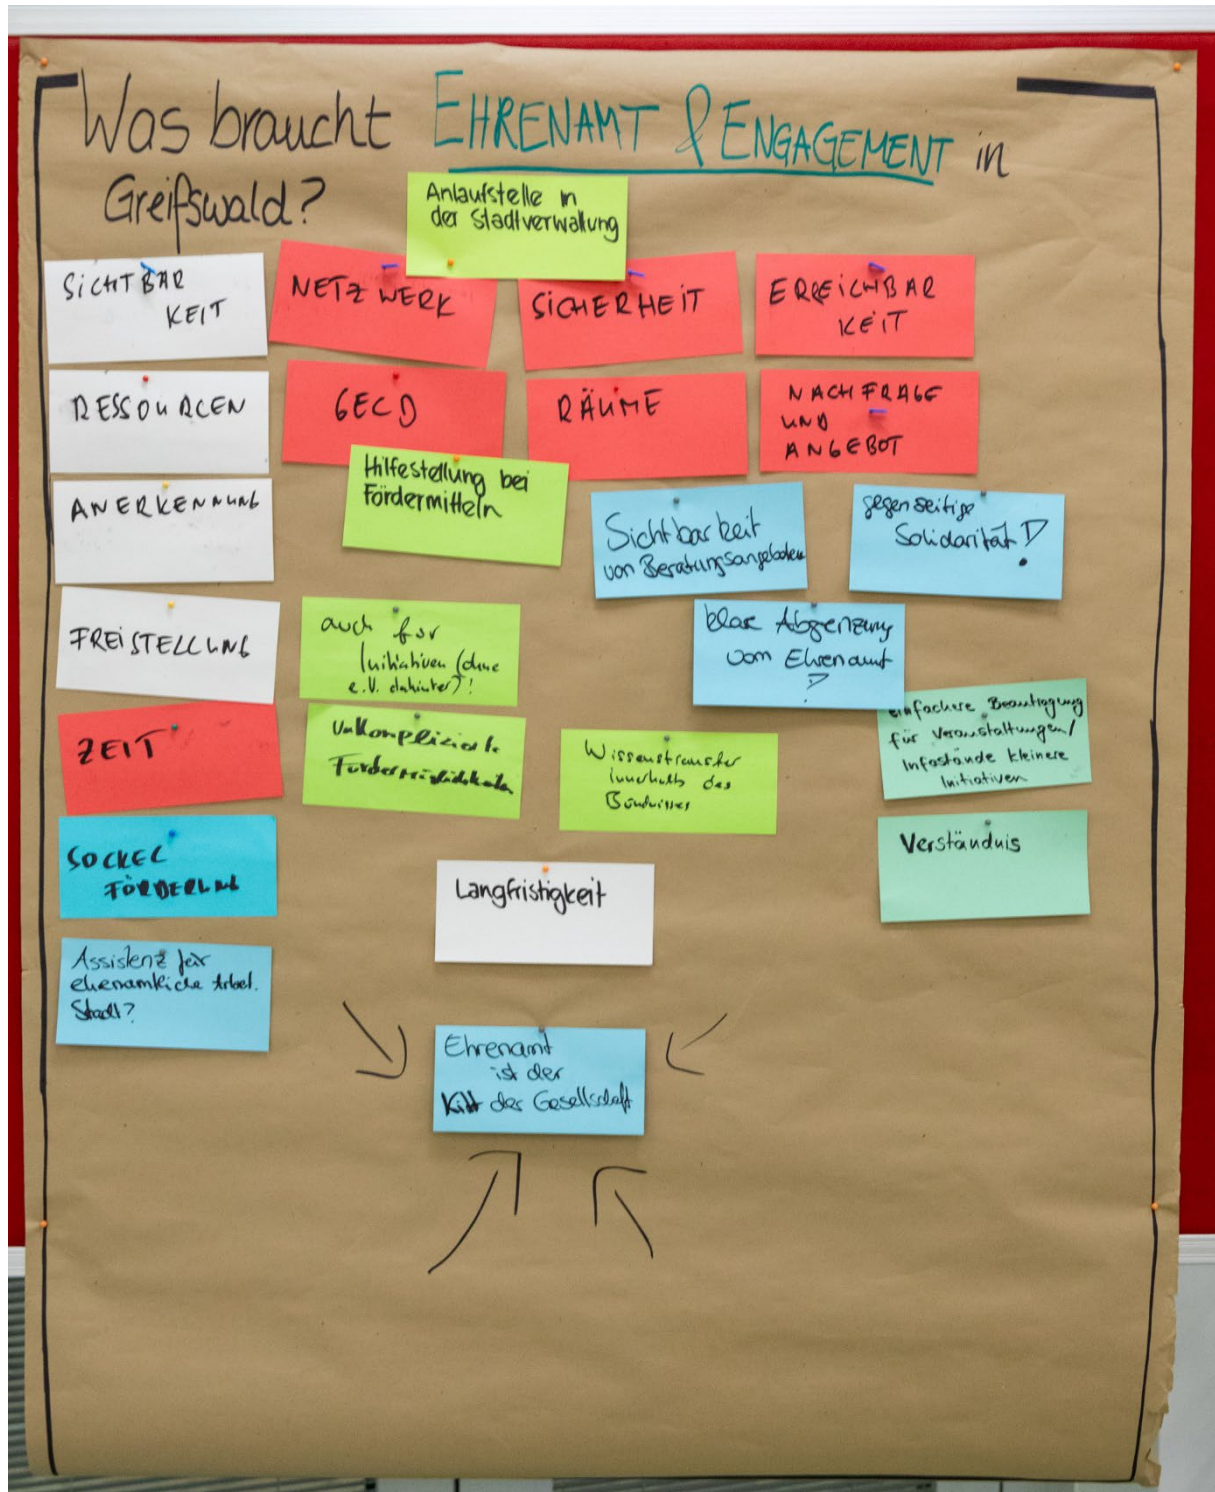 Was braucht EHRENAMT & ENGAGEMENT in
Greifswald?
Anlaufstelle in
der Stadtverwaltung
SICHTBAR
KEIT
NETZWERK
SICHERHEIT
ERREICHBAR
KEIT
RESSOURCEN
GELD
RÄUME
NACHFRAGE
UND
ANGEBOT
ANERKENNUNG
Hilfestellung bei
Fördermitteln
Sichtbarkeit
von Beratungsangeboten
gegenseitige
Solidarität!
FREISTELLUNG
auch für
Initiativen (ohne
e.V. dahinter)!
klare Abgrenzung
vom Ehrenamt
?
ZEIT
Unkomplizierte
Fördermöglichkeiten
Wissenstransfer
innerhalb des
Bündnisses
einfachere Beantragung
für Veranstaltungen/
Infostände kleinere
Initiativen
SOCKEL
FÖRDERUNG
Verständnis
Langfristigkeit
Assistenz für
ehrenamtliche Arbeit.
Stadt?
Ehrenamt
ist der
Kitt der Gesellschaft